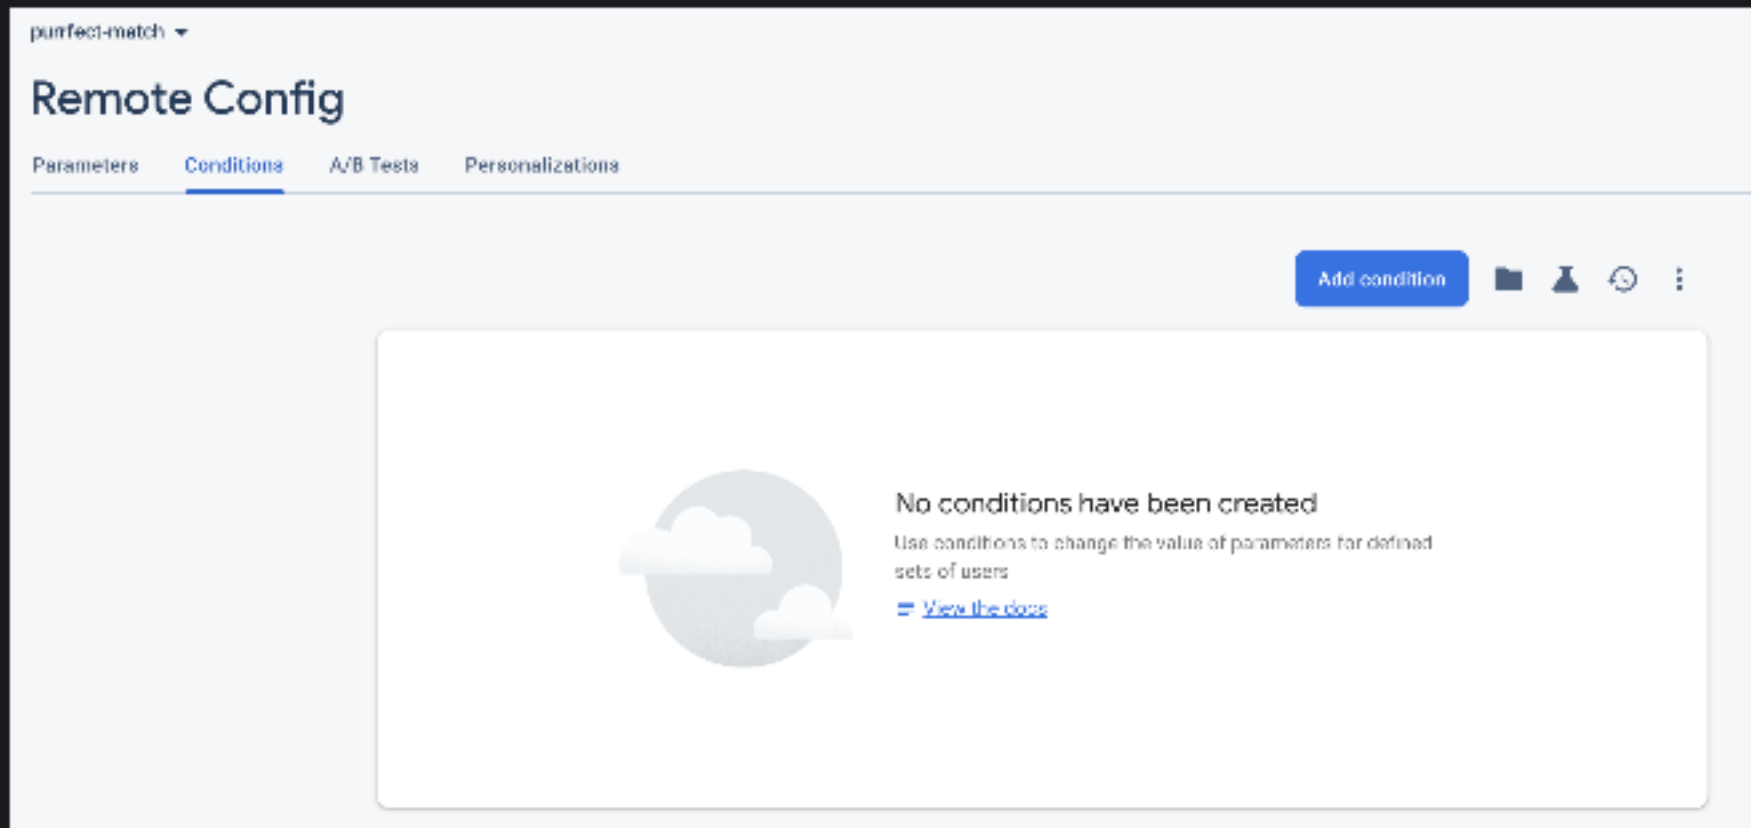 purrfect-match
Remote Config
Parameters Conditions A/B Tests Personalizations
Add condition
No conditions have been created
Use conditions to change the value of parameters for defined
sets of users
View the docs